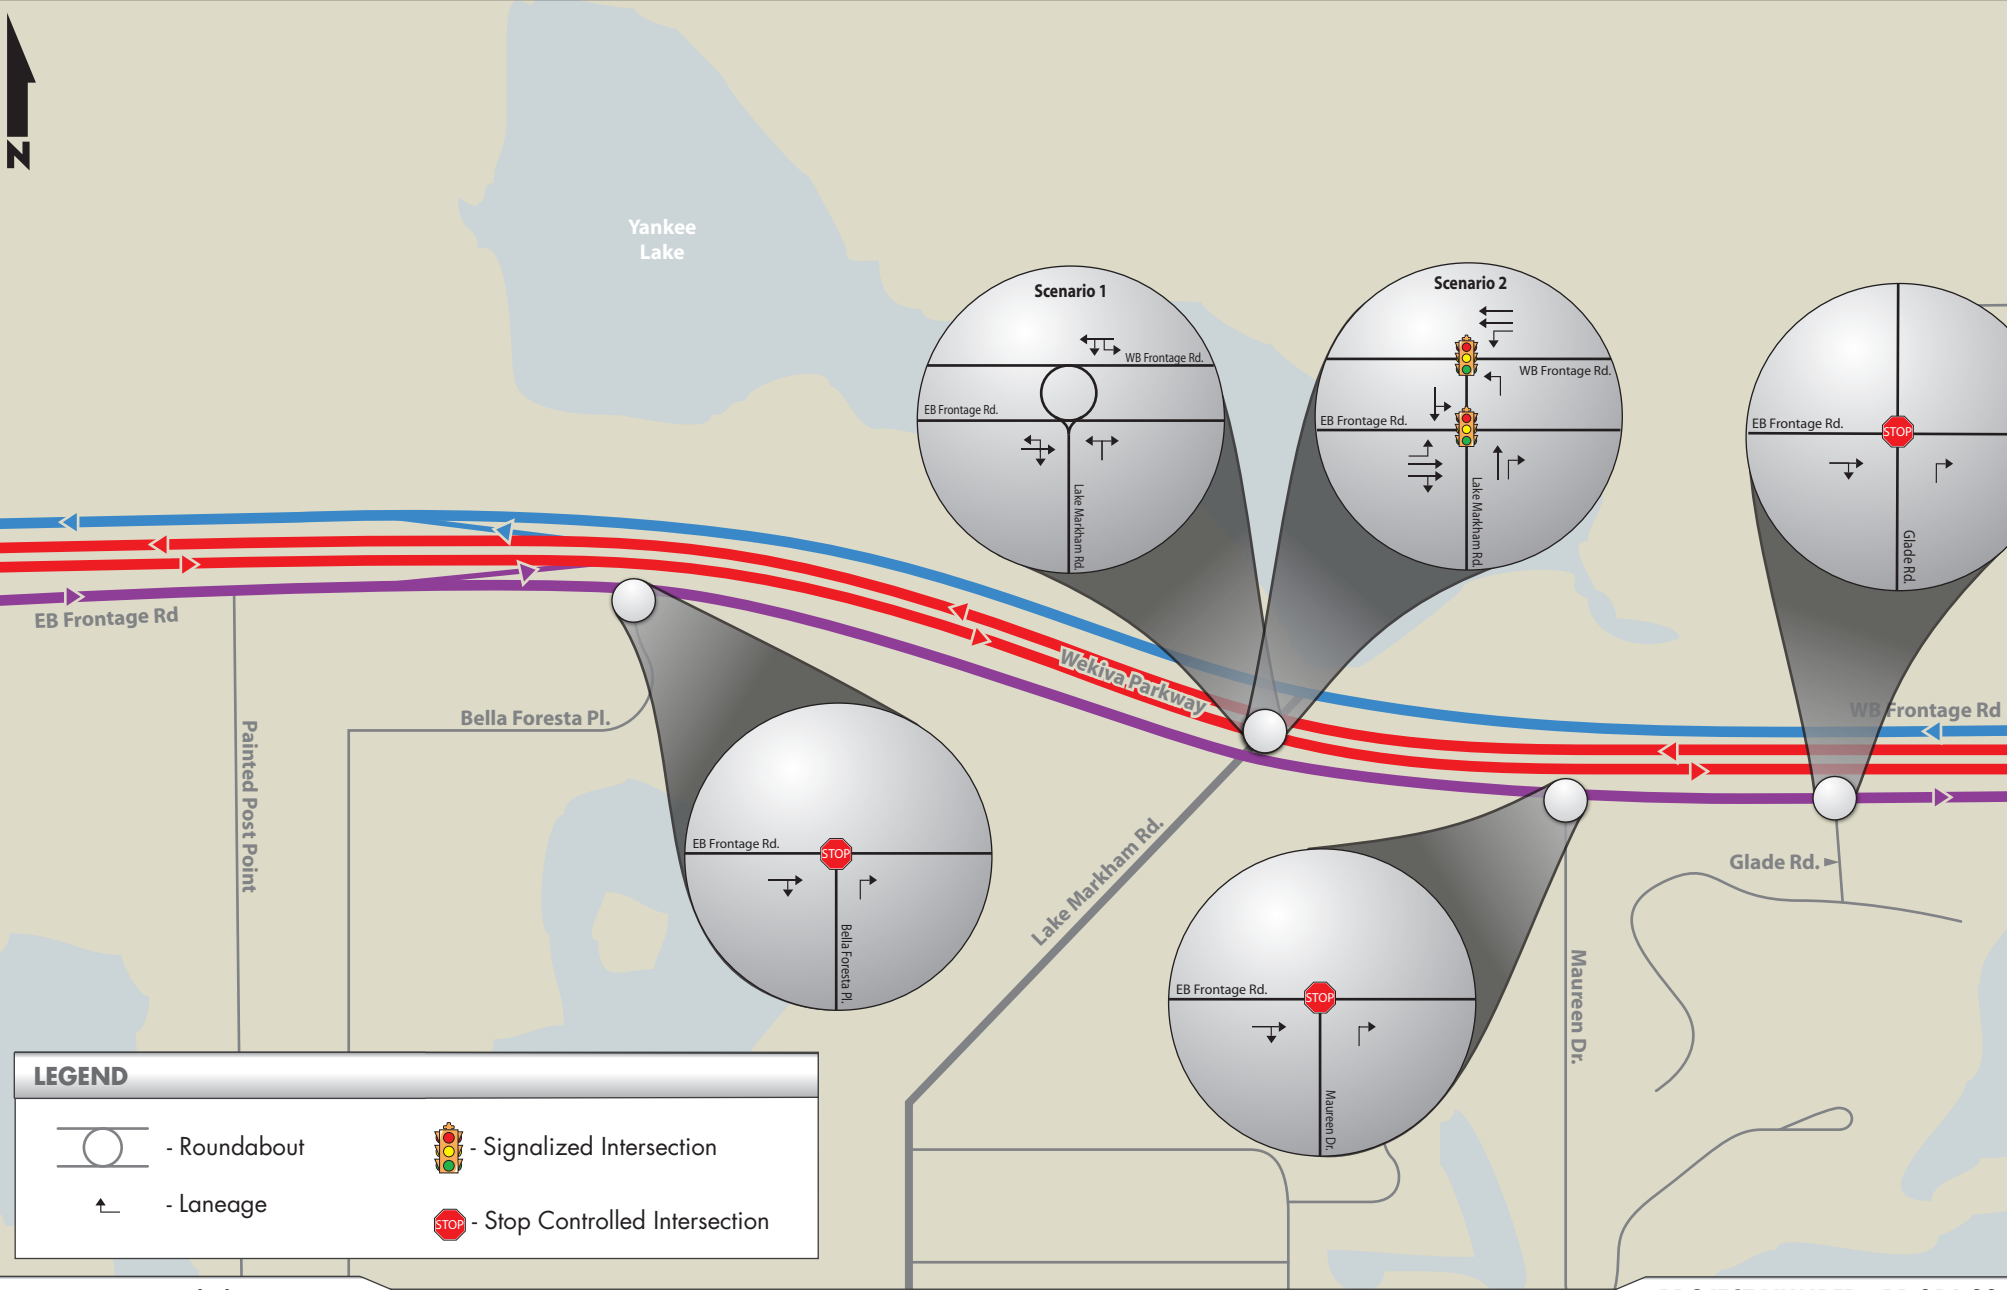 N
Yankee
Lake
Scenario 1
WB Frontage Rd.
EB Frontage Rd.
Lake Markham Rd.
Scenario 2
WB Frontage Rd.
EB Frontage Rd.
Lake Markham Rd.
EB Frontage Rd.
STOP
Glade Rd.
EB Frontage Rd
Wekiva Parkway
WB Frontage Rd
Bella Foresta Pl.
Painted Post Point
EB Frontage Rd.
STOP
Bella Foresta Pl.
Lake Markham Rd.
Glade Rd.
EB Frontage Rd.
STOP
Maureen Dr.
Maureen Dr.
LEGEND
- Roundabout
- Signalized Intersection
- Laneage
STOP - Stop Controlled Intersection